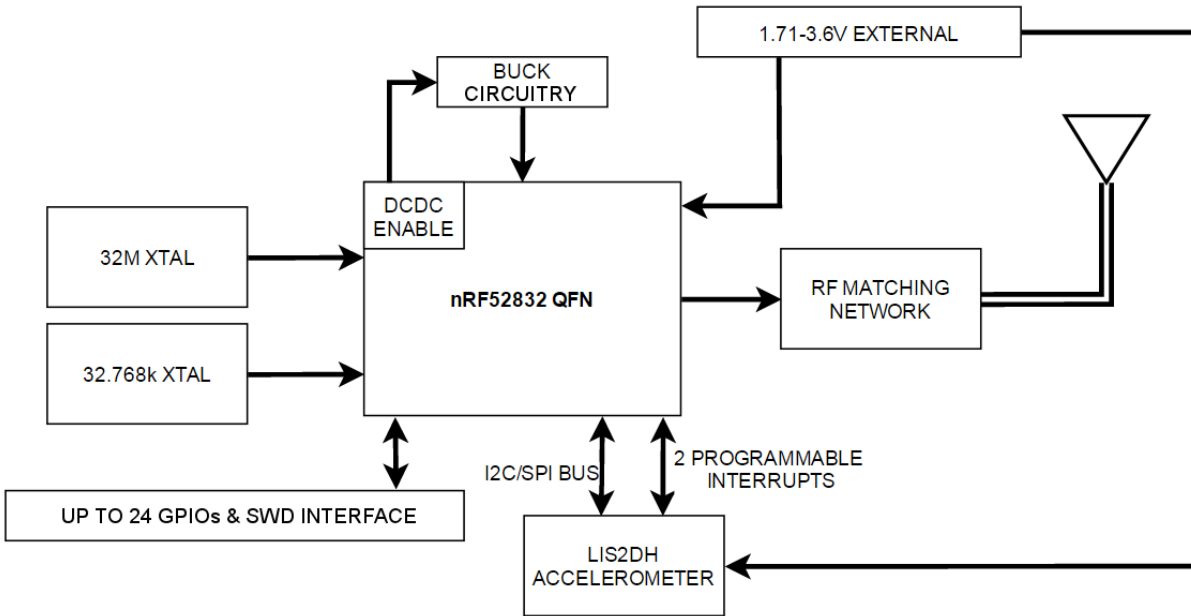 1.71-3.6V EXTERNAL
BUCK
CIRCUITRY
DCDC
ENABLE
32M XTAL
nRF52832 QFN
RF MATCHING
NETWORK
32.768k XTAL
I2C/SPI BUS
2 PROGRAMMABLE
INTERRUPTS
UP TO 24 GPIOs & SWD INTERFACE
LIS2DH
ACCELEROMETER